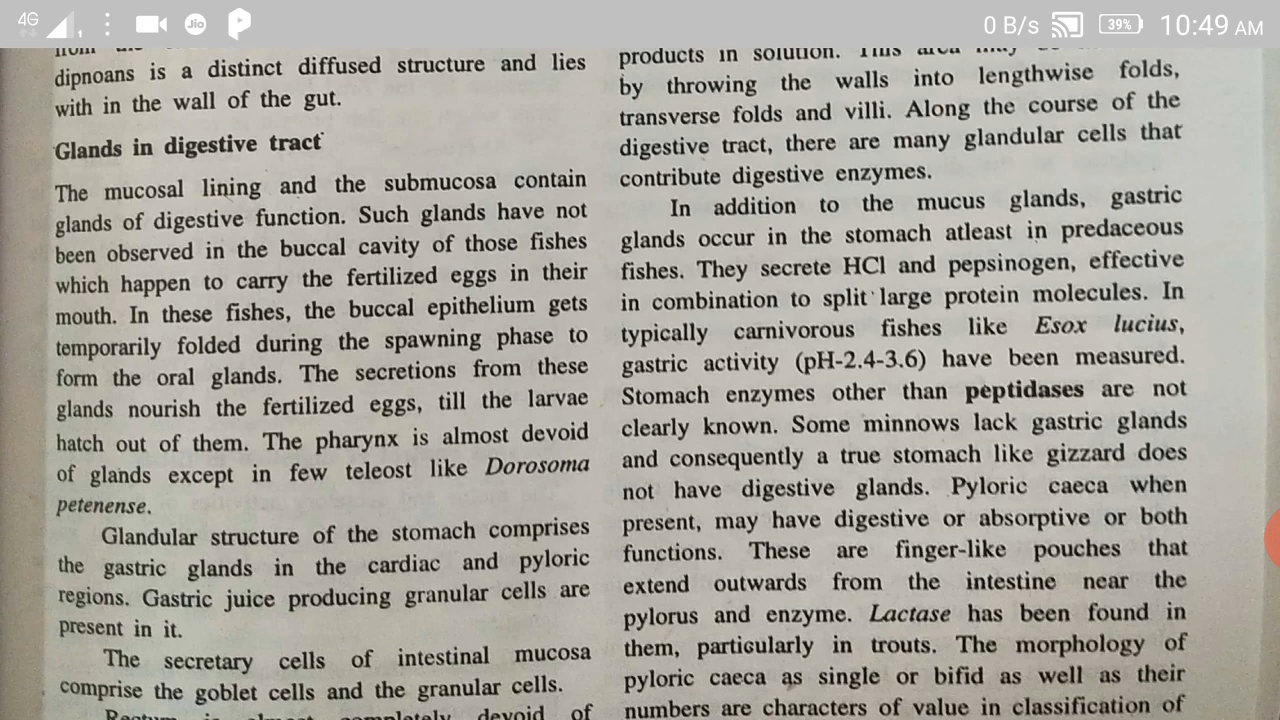 4G
Jio
0 B/s
39%
10:49 AM
dipnoans is a distinct diffused structure and lies
with in the wall of the gut.
Glands in digestive tract
The mucosal lining and the submucosa contain
glands of digestive function. Such glands have not
been observed in the buccal cavity of those fishes
which happen to carry the fertilized eggs in their
mouth. In these fishes, the buccal epithelium gets
temporarily folded during the spawning phase to
form the oral glands. The secretions from these
glands nourish the fertilized eggs, till the larvae
hatch out of them. The pharynx is almost devoid
of glands except in few teleost like Dorosoma
petenense.
Glandular structure of the stomach comprises
the gastric glands in the cardiac and pyloric
regions. Gastric juice producing granular cells are
present in it.
The secretary cells of intestinal mucosa
comprise the goblet cells and the granular cells.
Rectum is almost completely devoid of
products in solution. This area may
by throwing the walls into lengthwise folds,
transverse folds and villi. Along the course of the
digestive tract, there are many glandular cells that
contribute digestive enzymes.
In addition to the mucus glands, gastric
glands occur in the stomach atleast in predaceous
fishes. They secrete HCl and pepsinogen, effective
in combination to split large protein molecules. In
typically carnivorous fishes like Esox lucius,
gastric activity (pH-2.4-3.6) have been measured.
Stomach enzymes other than peptidases are not
clearly known. Some minnows lack gastric glands
and consequently a true stomach like gizzard does
not have digestive glands. Pyloric caeca when
present, may have digestive or absorptive or both
functions. These are finger-like pouches that
extend outwards from the intestine near the
pylorus and enzyme. Lactase has been found in
them, particularly in trouts. The morphology of
pyloric caeca as single or bifid as well as their
numbers are characters of value in classification of